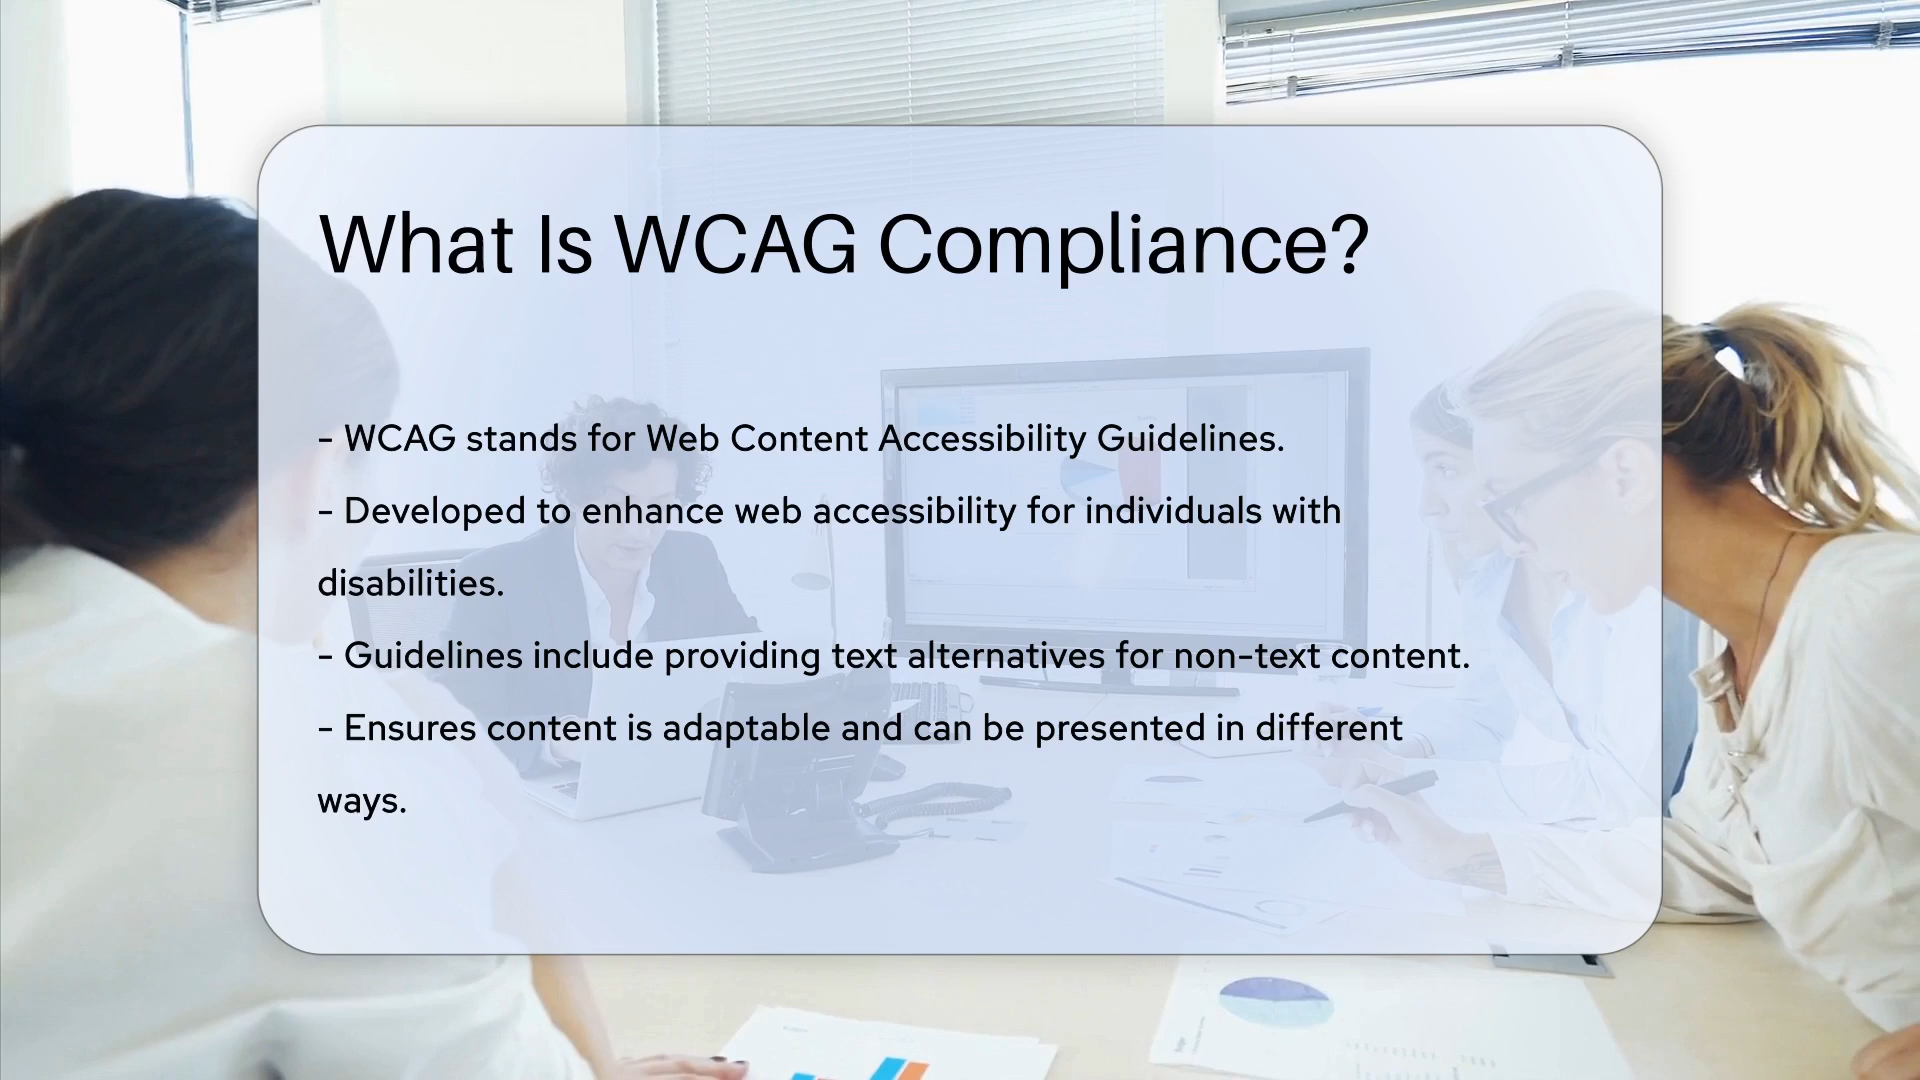 What Is WCAG Compliance?
- WCAG stands for Web Content Accessibility Guidelines.
- Developed to enhance web accessibility for individuals with
disabilities.
- Guidelines include providing text alternatives for non-text content.
- Ensures content is adaptable and can be presented in different
ways.